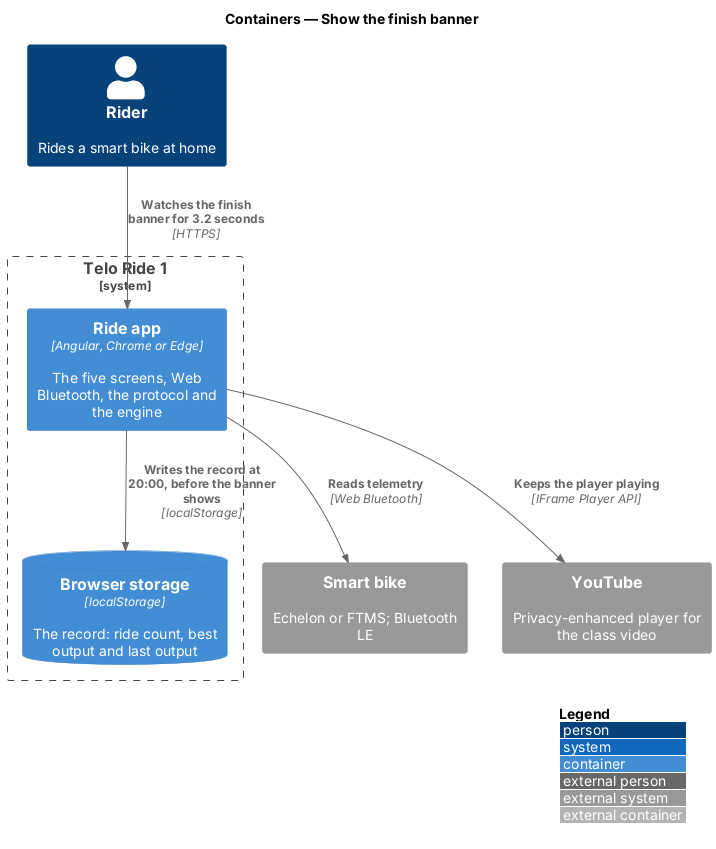 Containers — Show the finish banner
Rider
Rides a smart bike at home
Watches the finish
banner for 3.2 seconds
[HTTPS]
Telo Ride 1
[system]
Ride app
[Angular, Chrome or Edge]
The five screens, Web
Bluetooth, the protocol and
the engine
Writes the record at
20:00, before the banner
shows
[localStorage]
Reads telemetry
[Web Bluetooth]
Keeps the player playing
[IFrame Player API]
Browser storage
[localStorage]
The record: ride count, best
output and last output
Smart bike
Echelon or FTMS; Bluetooth
LE
YouTube
Privacy-enhanced player for
the class video
Legend
person
system
container
external person
external system
external container